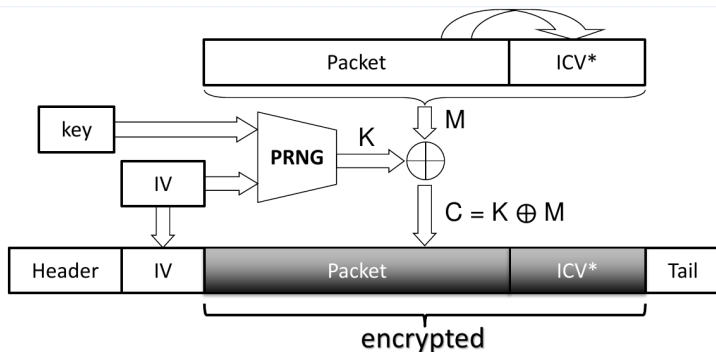 Packet ICV*
key
M
K
PRNG
IV
C = K ⊕ M
Header IV Packet ICV* Tail
encrypted